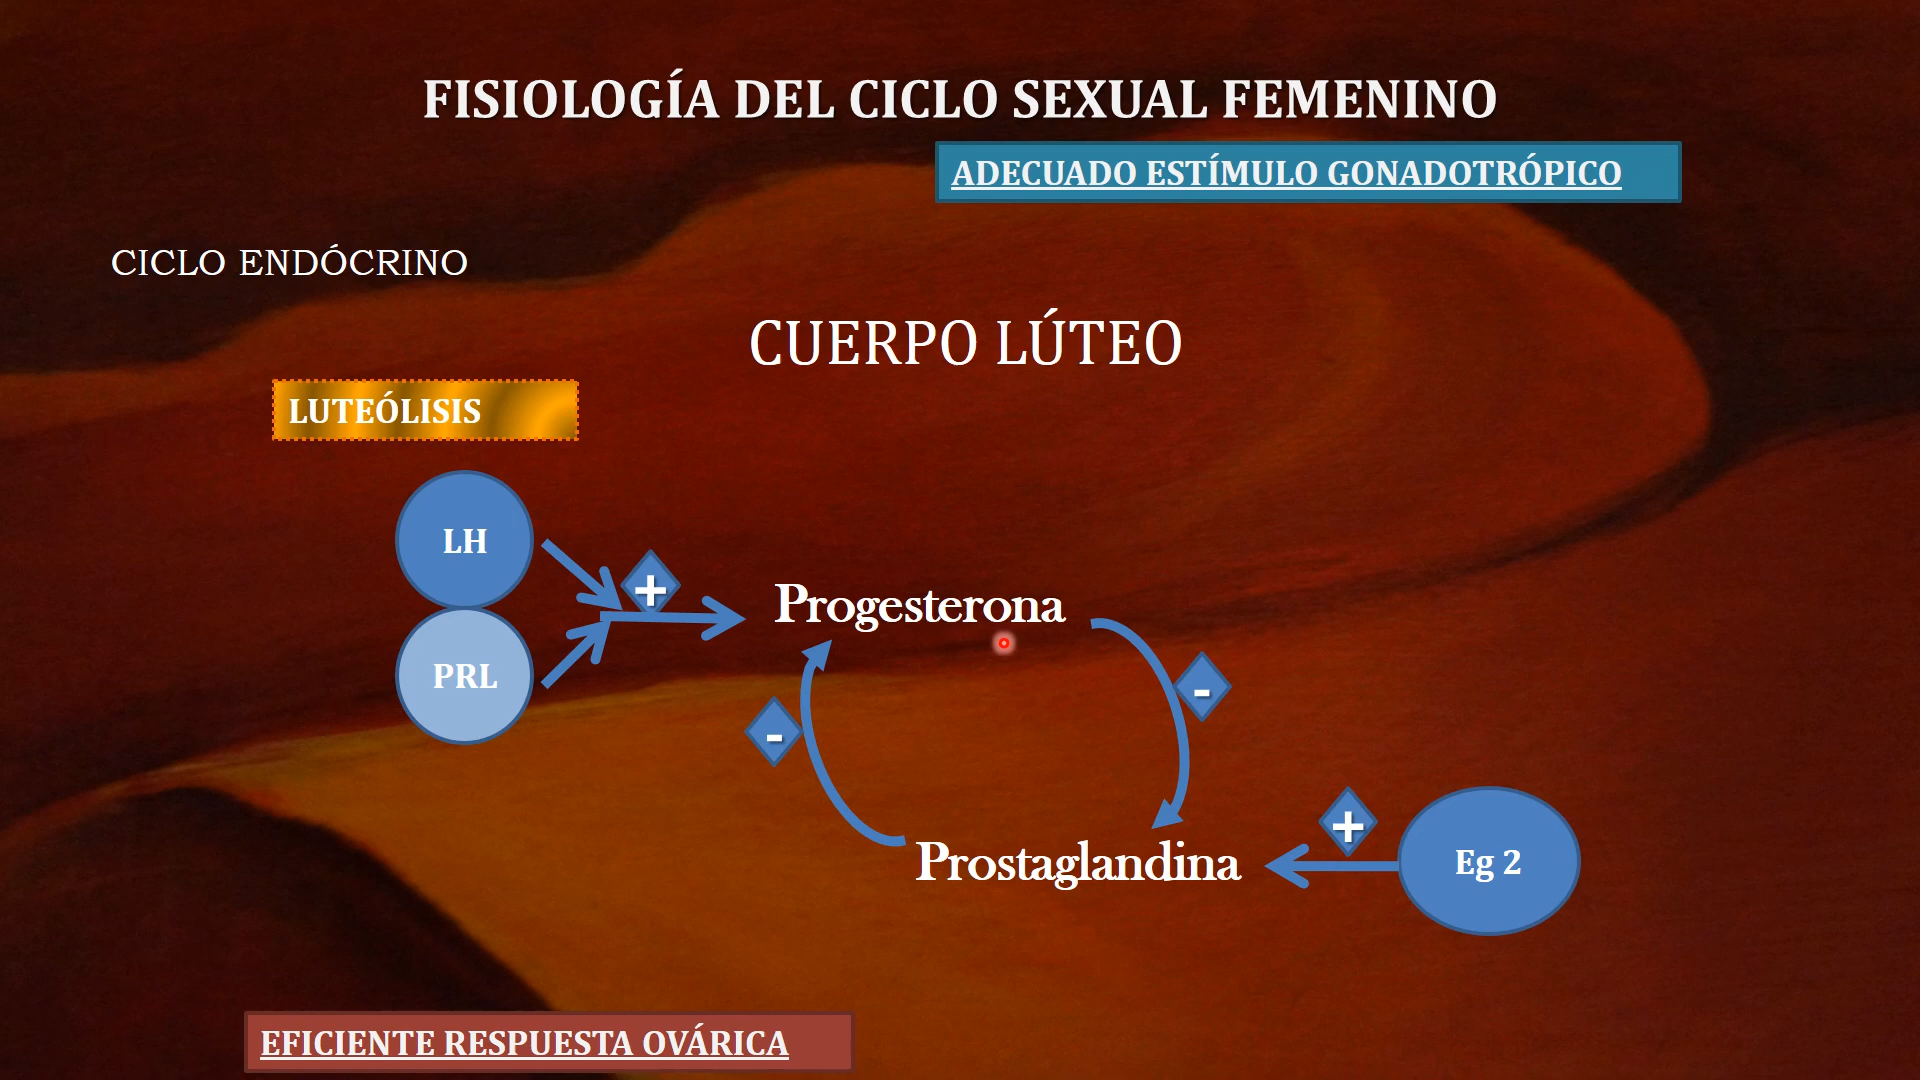 FISIOLOGÍA DEL CICLO SEXUAL FEMENINO
ADECUADO ESTÍMULO GONADOTRÓPICO
CICLO ENDÓCRINO
CUERPO LÚTEO
LUTEÓLISIS
LH
+
Progesterona
PRL
-
-
+
Prostaglandina
Eg 2
EFICIENTE RESPUESTA OVÁRICA